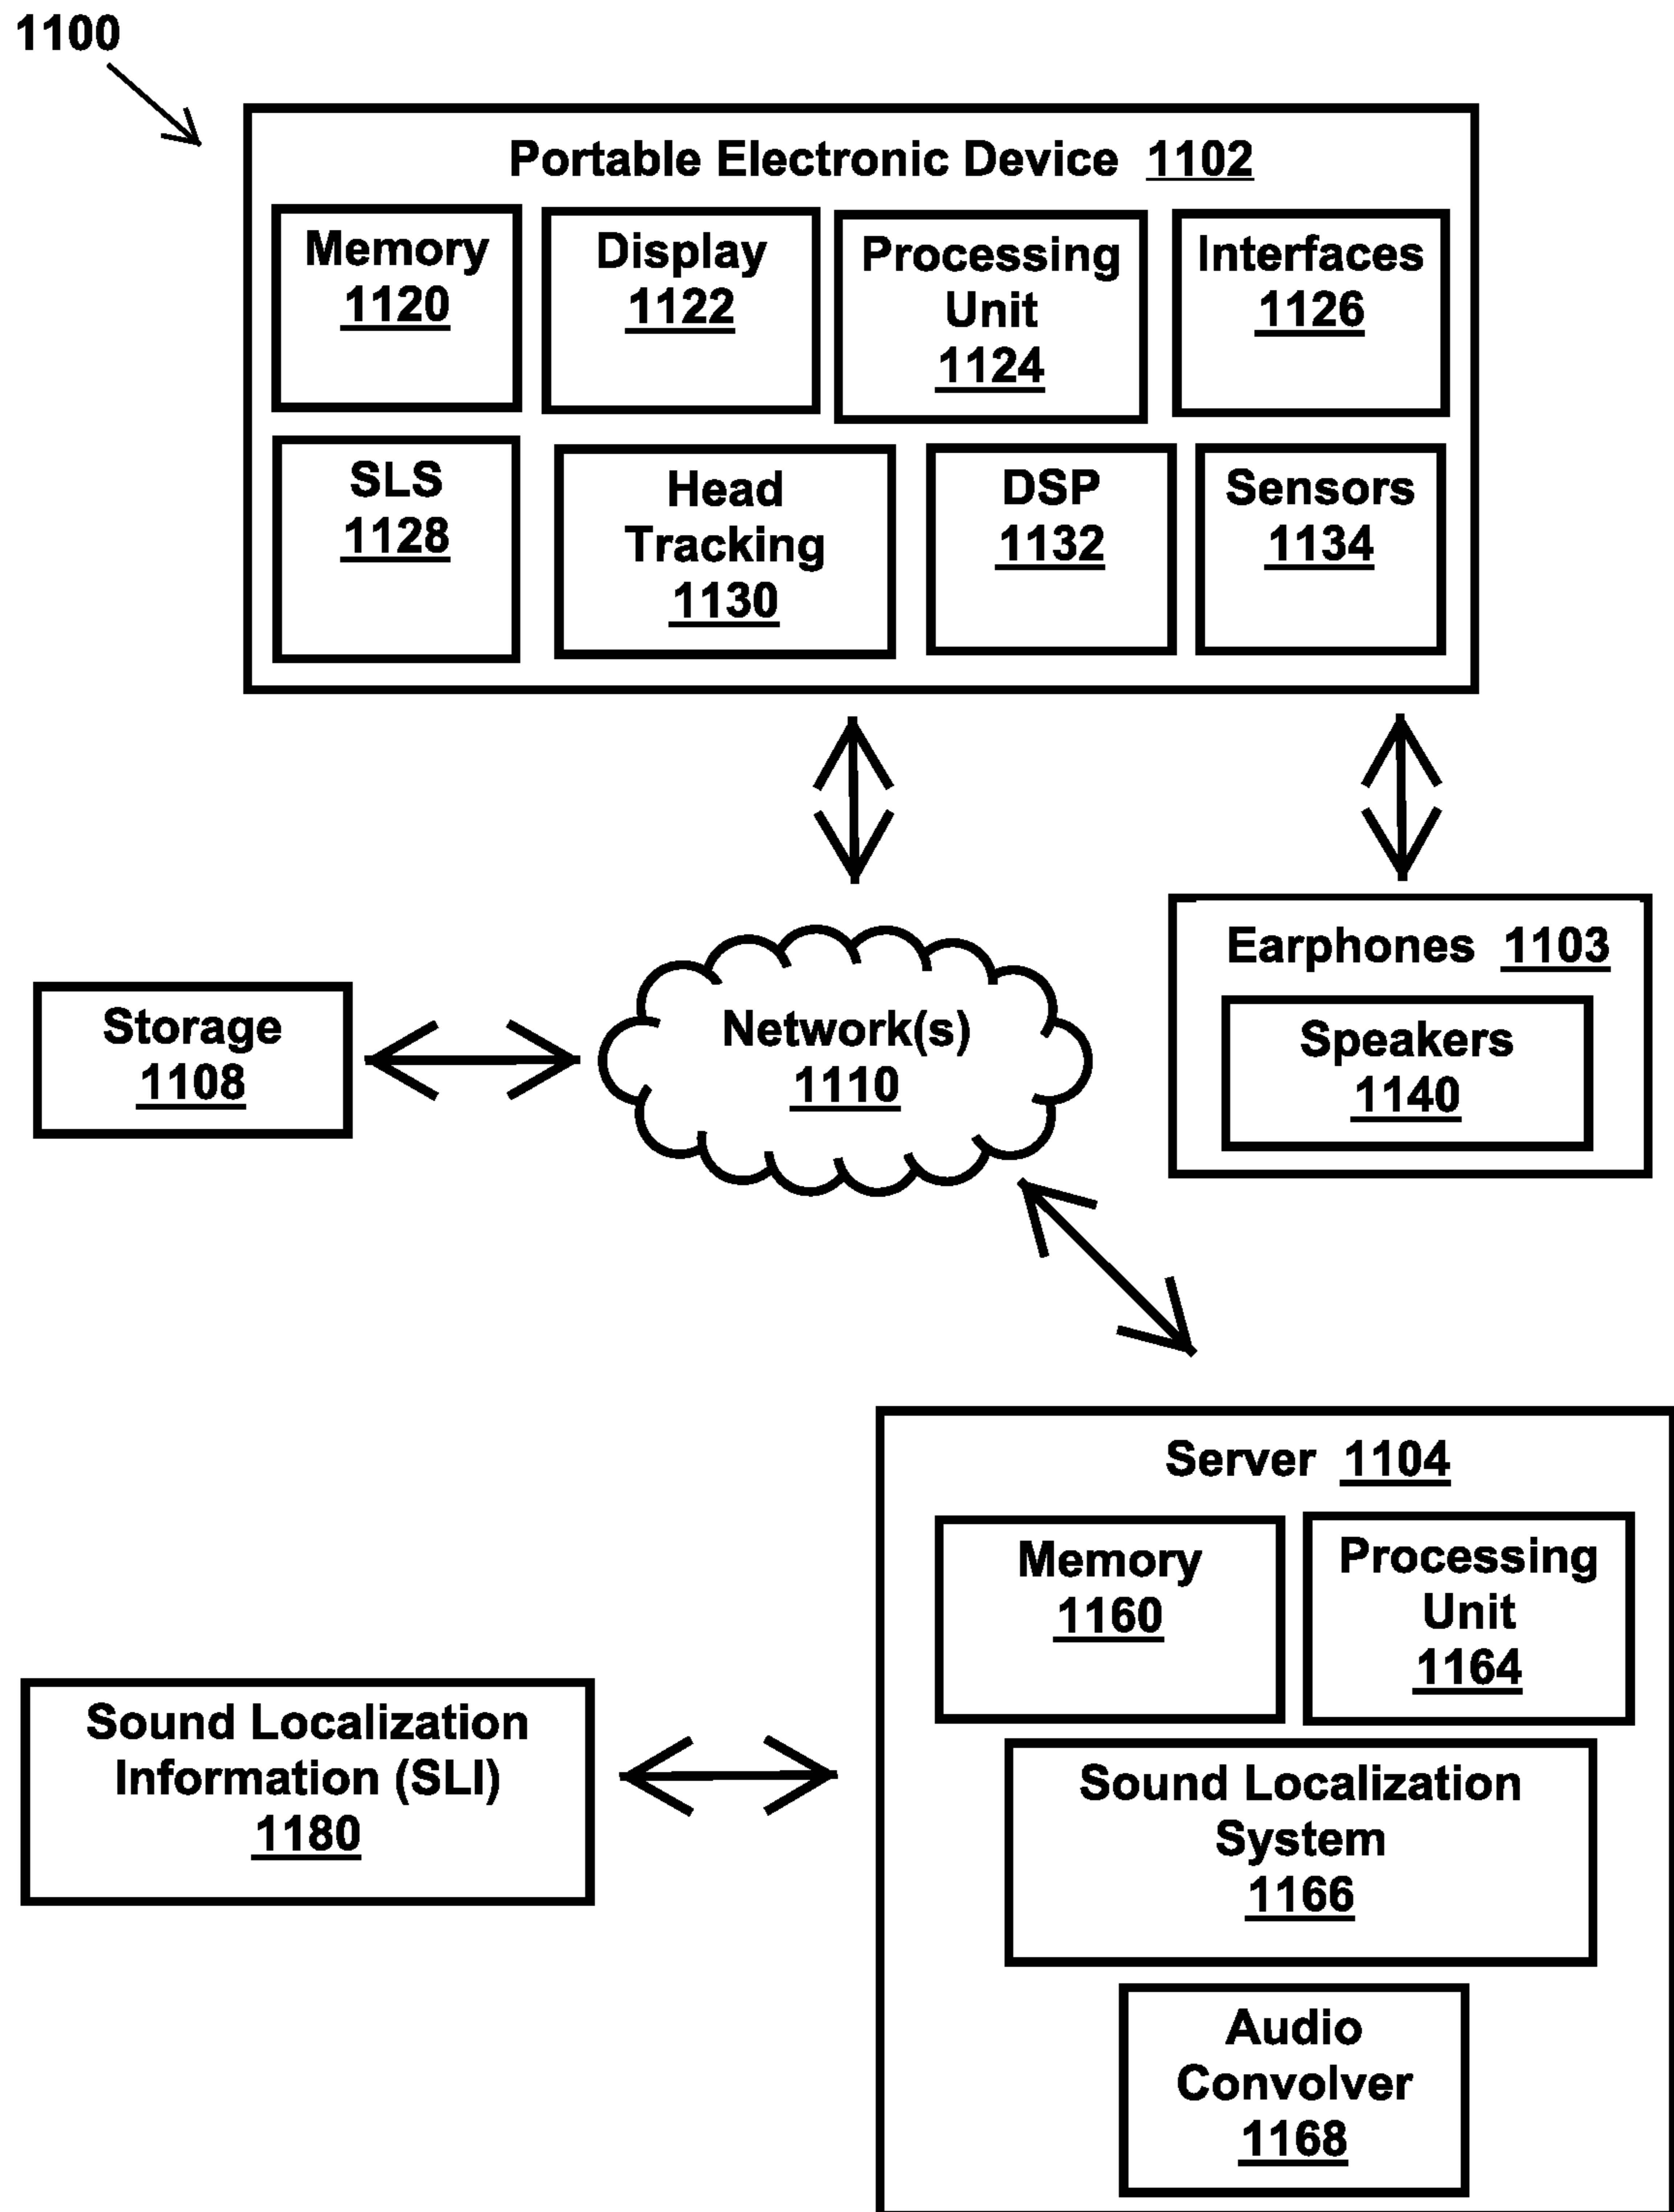 1100
Portable Electronic Device 1102
Memory
1120
Display
1122
Processing
Unit
1124
Interfaces
1126
SLS
1128
Head
Tracking
1130
DSP
1132
Sensors
1134
Earphones 1103
Speakers
1140
Storage
1108
Network(s)
1110
Server 1104
Memory
1160
Processing
Unit
1164
Sound Localization
Information (SLI)
1180
Sound Localization
System
1166
Audio
Convolver
1168